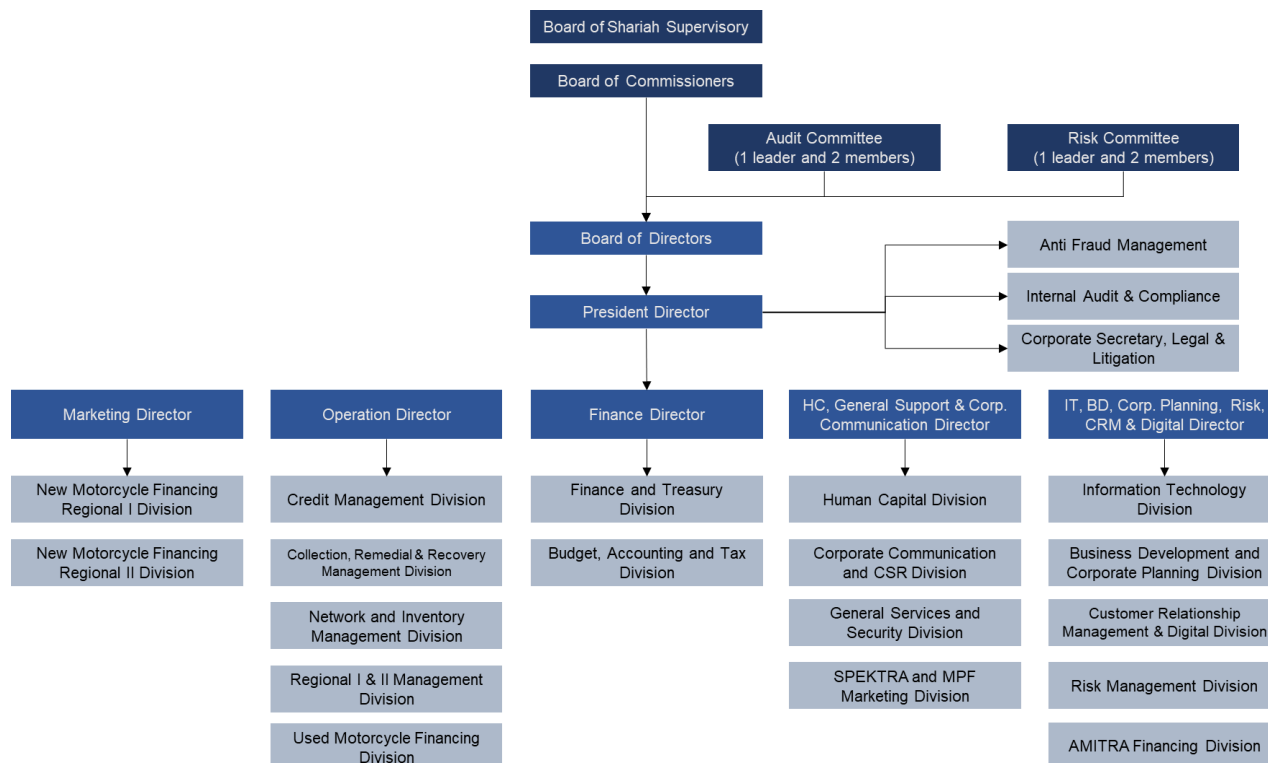 Board of Shariah Supervisory
Board of Commissioners
Audit Committee
(1 leader and 2 members)
Risk Committee
(1 leader and 2 members)
Board of Directors
Anti Fraud Management
Internal Audit & Compliance
President Director
Corporate Secretary, Legal &
Litigation
Marketing Director
Operation Director
Finance Director
HC, General Support & Corp.
Communication Director
IT, BD, Corp. Planning, Risk,
CRM & Digital Director
New Motorcycle Financing
Regional I Division
Credit Management Division
Finance and Treasury
Division
Human Capital Division
Information Technology
Division
New Motorcycle Financing
Regional II Division
Collection, Remedial & Recovery
Management Division
Budget, Accounting and Tax
Division
Corporate Communication
and CSR Division
Business Development and
Corporate Planning Division
Network and Inventory
Management Division
General Services and
Security Division
Customer Relationship
Management & Digital Division
Regional I & II Management
Division
SPEKTRA and MPF
Marketing Division
Risk Management Division
Used Motorcycle Financing
Division
AMITRA Financing Division